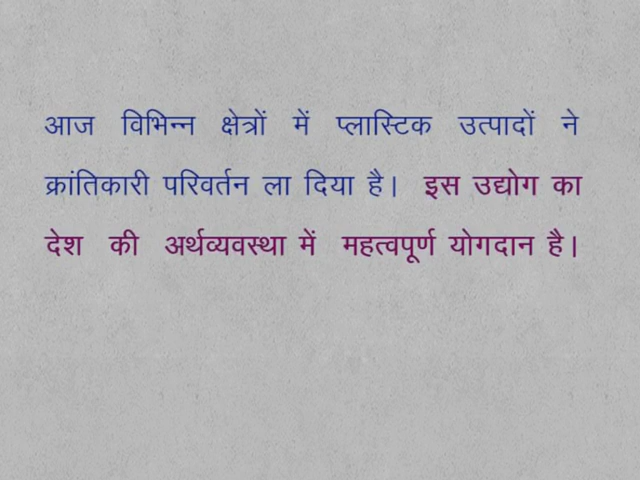 आज विभिन्न क्षेत्रों में प्लास्टिक उत्पादों ने
क्रांतिकारी परिवर्तन ला दिया है। इस उद्योग का
देश की अर्थव्यवस्था में महत्वपूर्ण योगदान है।